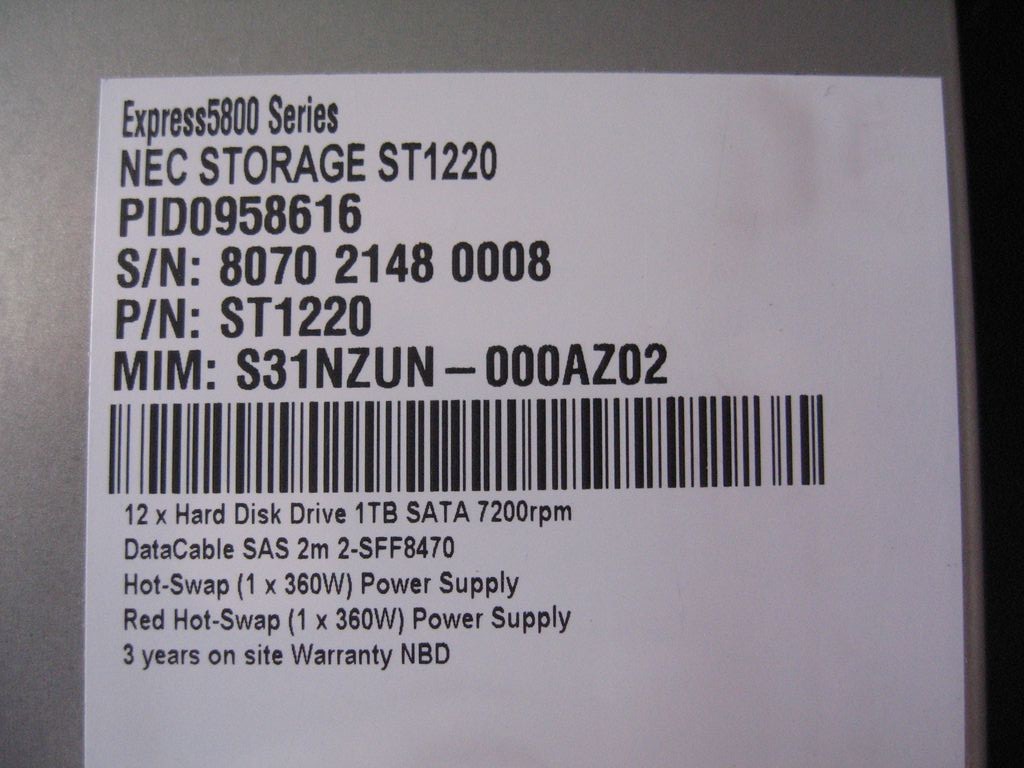 Express5800 Series
NEC STORAGE ST1220
PID0958616
S/N: 8070 2148 0008
P/N: ST1220
MIM: S31NZUN – 000AZ02
12 x Hard Disk Drive 1TB SATA 7200rpm
DataCable SAS 2m 2-SFF8470
Hot-Swap (1 x 360W) Power Supply
Red Hot-Swap (1 x 360W) Power Supply
3 years on site Warranty NBD